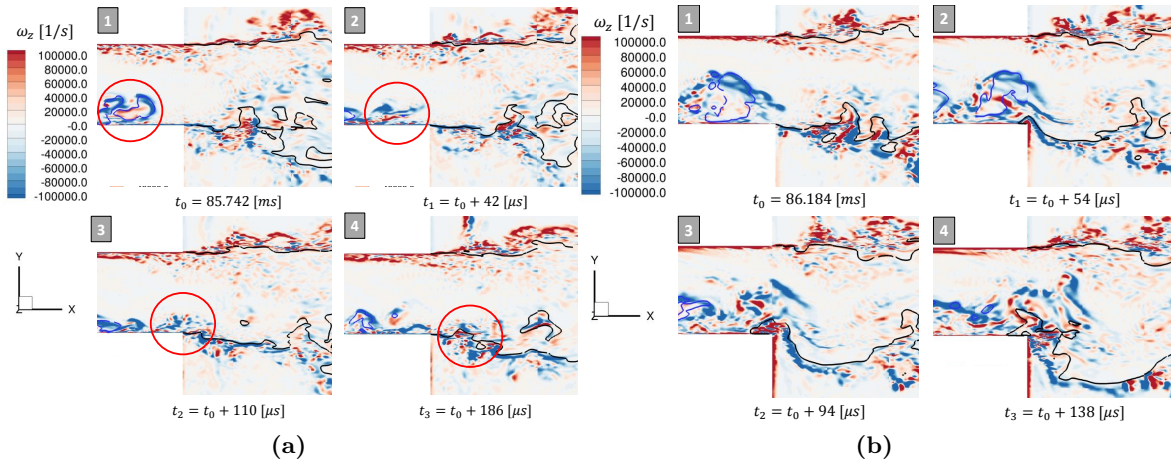 1
2
ω_z [1/s]
100000.0
80000.0
60000.0
40000.0
20000.0
-0.0
-20000.0
-40000.0
-60000.0
-80000.0
-100000.0
t_0 = 85.742 [ms]
t_1 = t_0 + 42 [μs]
3
4
Y
Z
X
t_2 = t_0 + 110 [μs]
t_3 = t_0 + 186 [μs]
(a)
1
2
ω_z [1/s]
100000.0
80000.0
60000.0
40000.0
20000.0
-0.0
-20000.0
-40000.0
-60000.0
-80000.0
-100000.0
t_0 = 86.184 [ms]
t_1 = t_0 + 54 [μs]
3
4
Y
Z
X
t_2 = t_0 + 94 [μs]
t_3 = t_0 + 138 [μs]
(b)